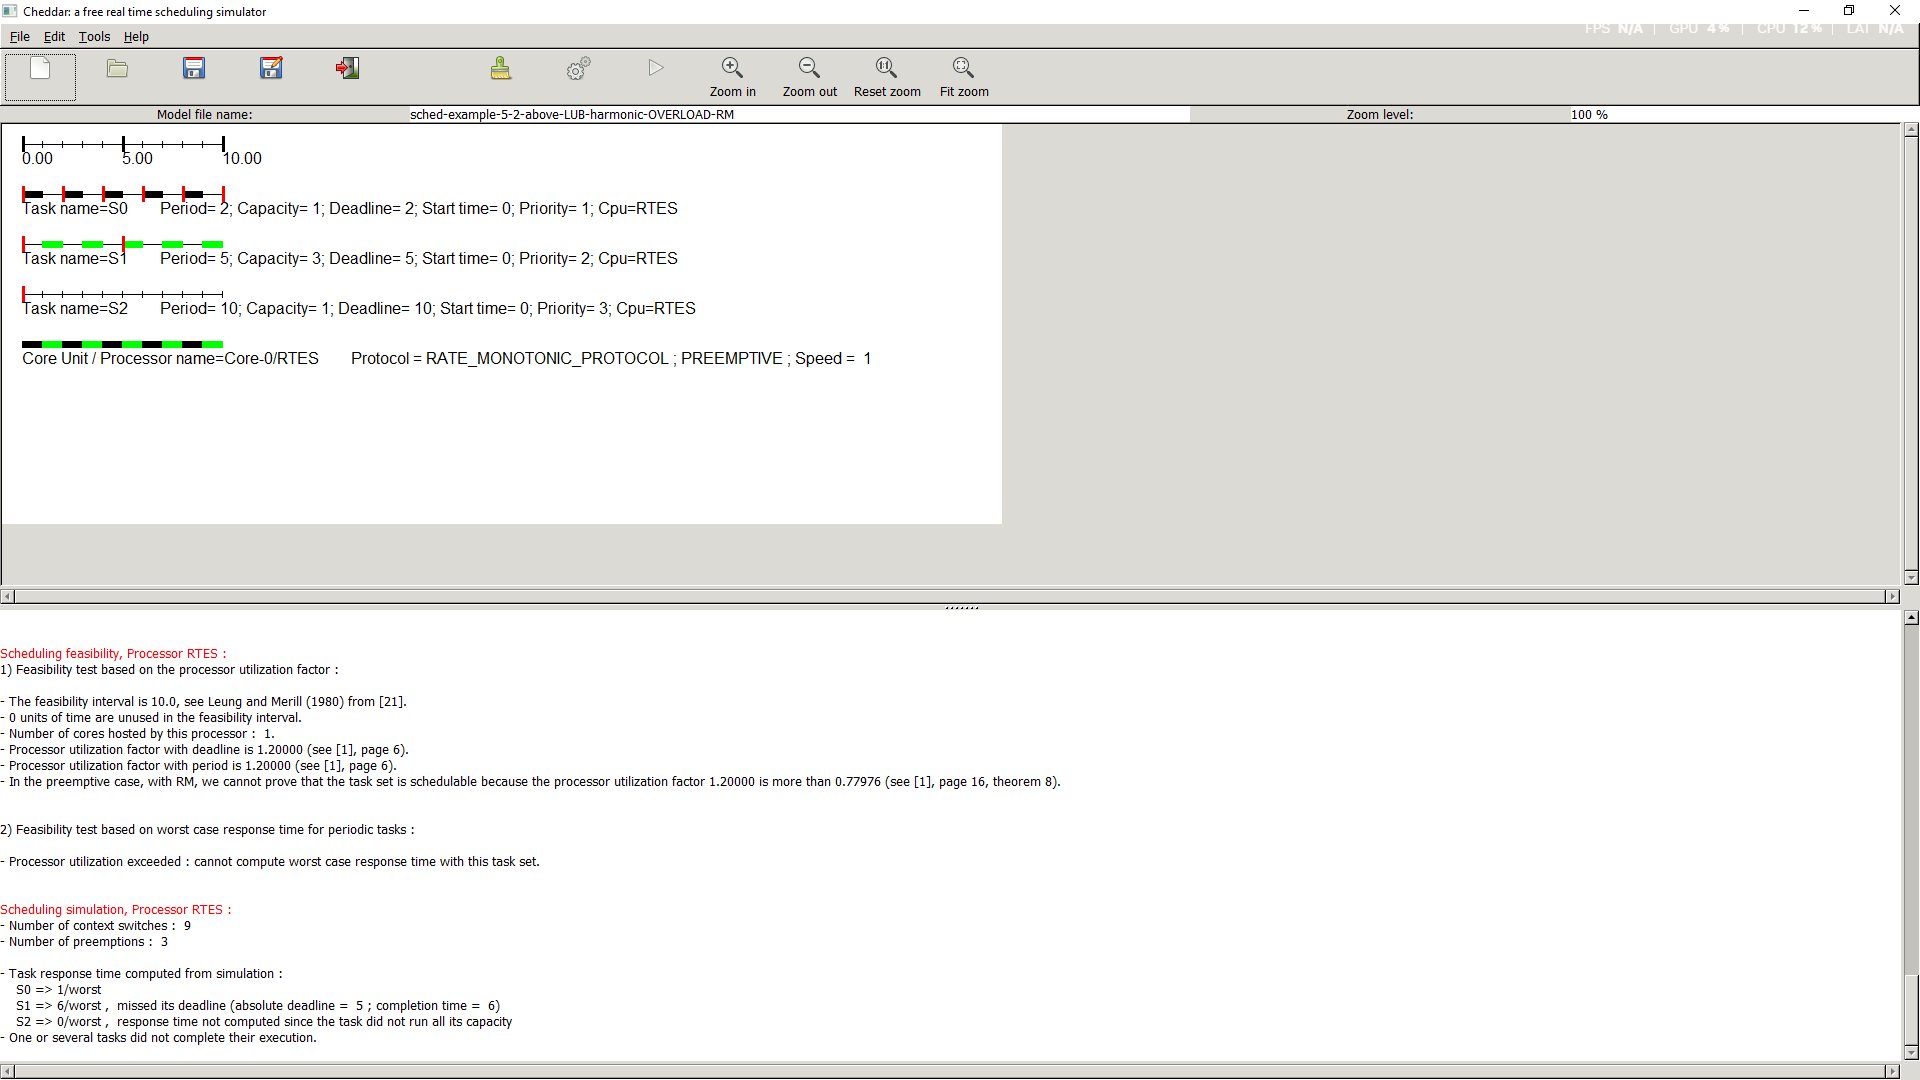 Cheddar: a free real time scheduling simulator
File Edit Tools Help
FPS N/A | GPU 4% | CPU 12% | LAT N/A
Zoom in Zoom out Reset zoom Fit zoom
Model file name: sched-example-5-2-above-LUB-harmonic-OVERLOAD-RM Zoom level: 100 %
0.00 5.00 10.00
Task name=S0 Period= 2; Capacity= 1; Deadline= 2; Start time= 0; Priority= 1; Cpu=RTES
Task name=S1 Period= 5; Capacity= 3; Deadline= 5; Start time= 0; Priority= 2; Cpu=RTES
Task name=S2 Period= 10; Capacity= 1; Deadline= 10; Start time= 0; Priority= 3; Cpu=RTES
Core Unit / Processor name=Core-0/RTES Protocol = RATE_MONOTONIC_PROTOCOL ; PREEMPTIVE ; Speed = 1
Scheduling feasibility, Processor RTES :
1) Feasibility test based on the processor utilization factor :
- The feasibility interval is 10.0, see Leung and Merill (1980) from [21].
- 0 units of time are unused in the feasibility interval.
- Number of cores hosted by this processor : 1.
- Processor utilization factor with deadline is 1.20000 (see [1], page 6).
- Processor utilization factor with period is 1.20000 (see [1], page 6).
- In the preemptive case, with RM, we cannot prove that the task set is schedulable because the processor utilization factor 1.20000 is more than 0.77976 (see [1], page 16, theorem 8).
2) Feasibility test based on worst case response time for periodic tasks :
- Processor utilization exceeded : cannot compute worst case response time with this task set.
Scheduling simulation, Processor RTES :
- Number of context switches : 9
- Number of preemptions : 3
- Task response time computed from simulation :
S0 => 1/worst
S1 => 6/worst , missed its deadline (absolute deadline = 5 ; completion time = 6)
S2 => 0/worst , response time not computed since the task did not run all its capacity
- One or several tasks did not complete their execution.